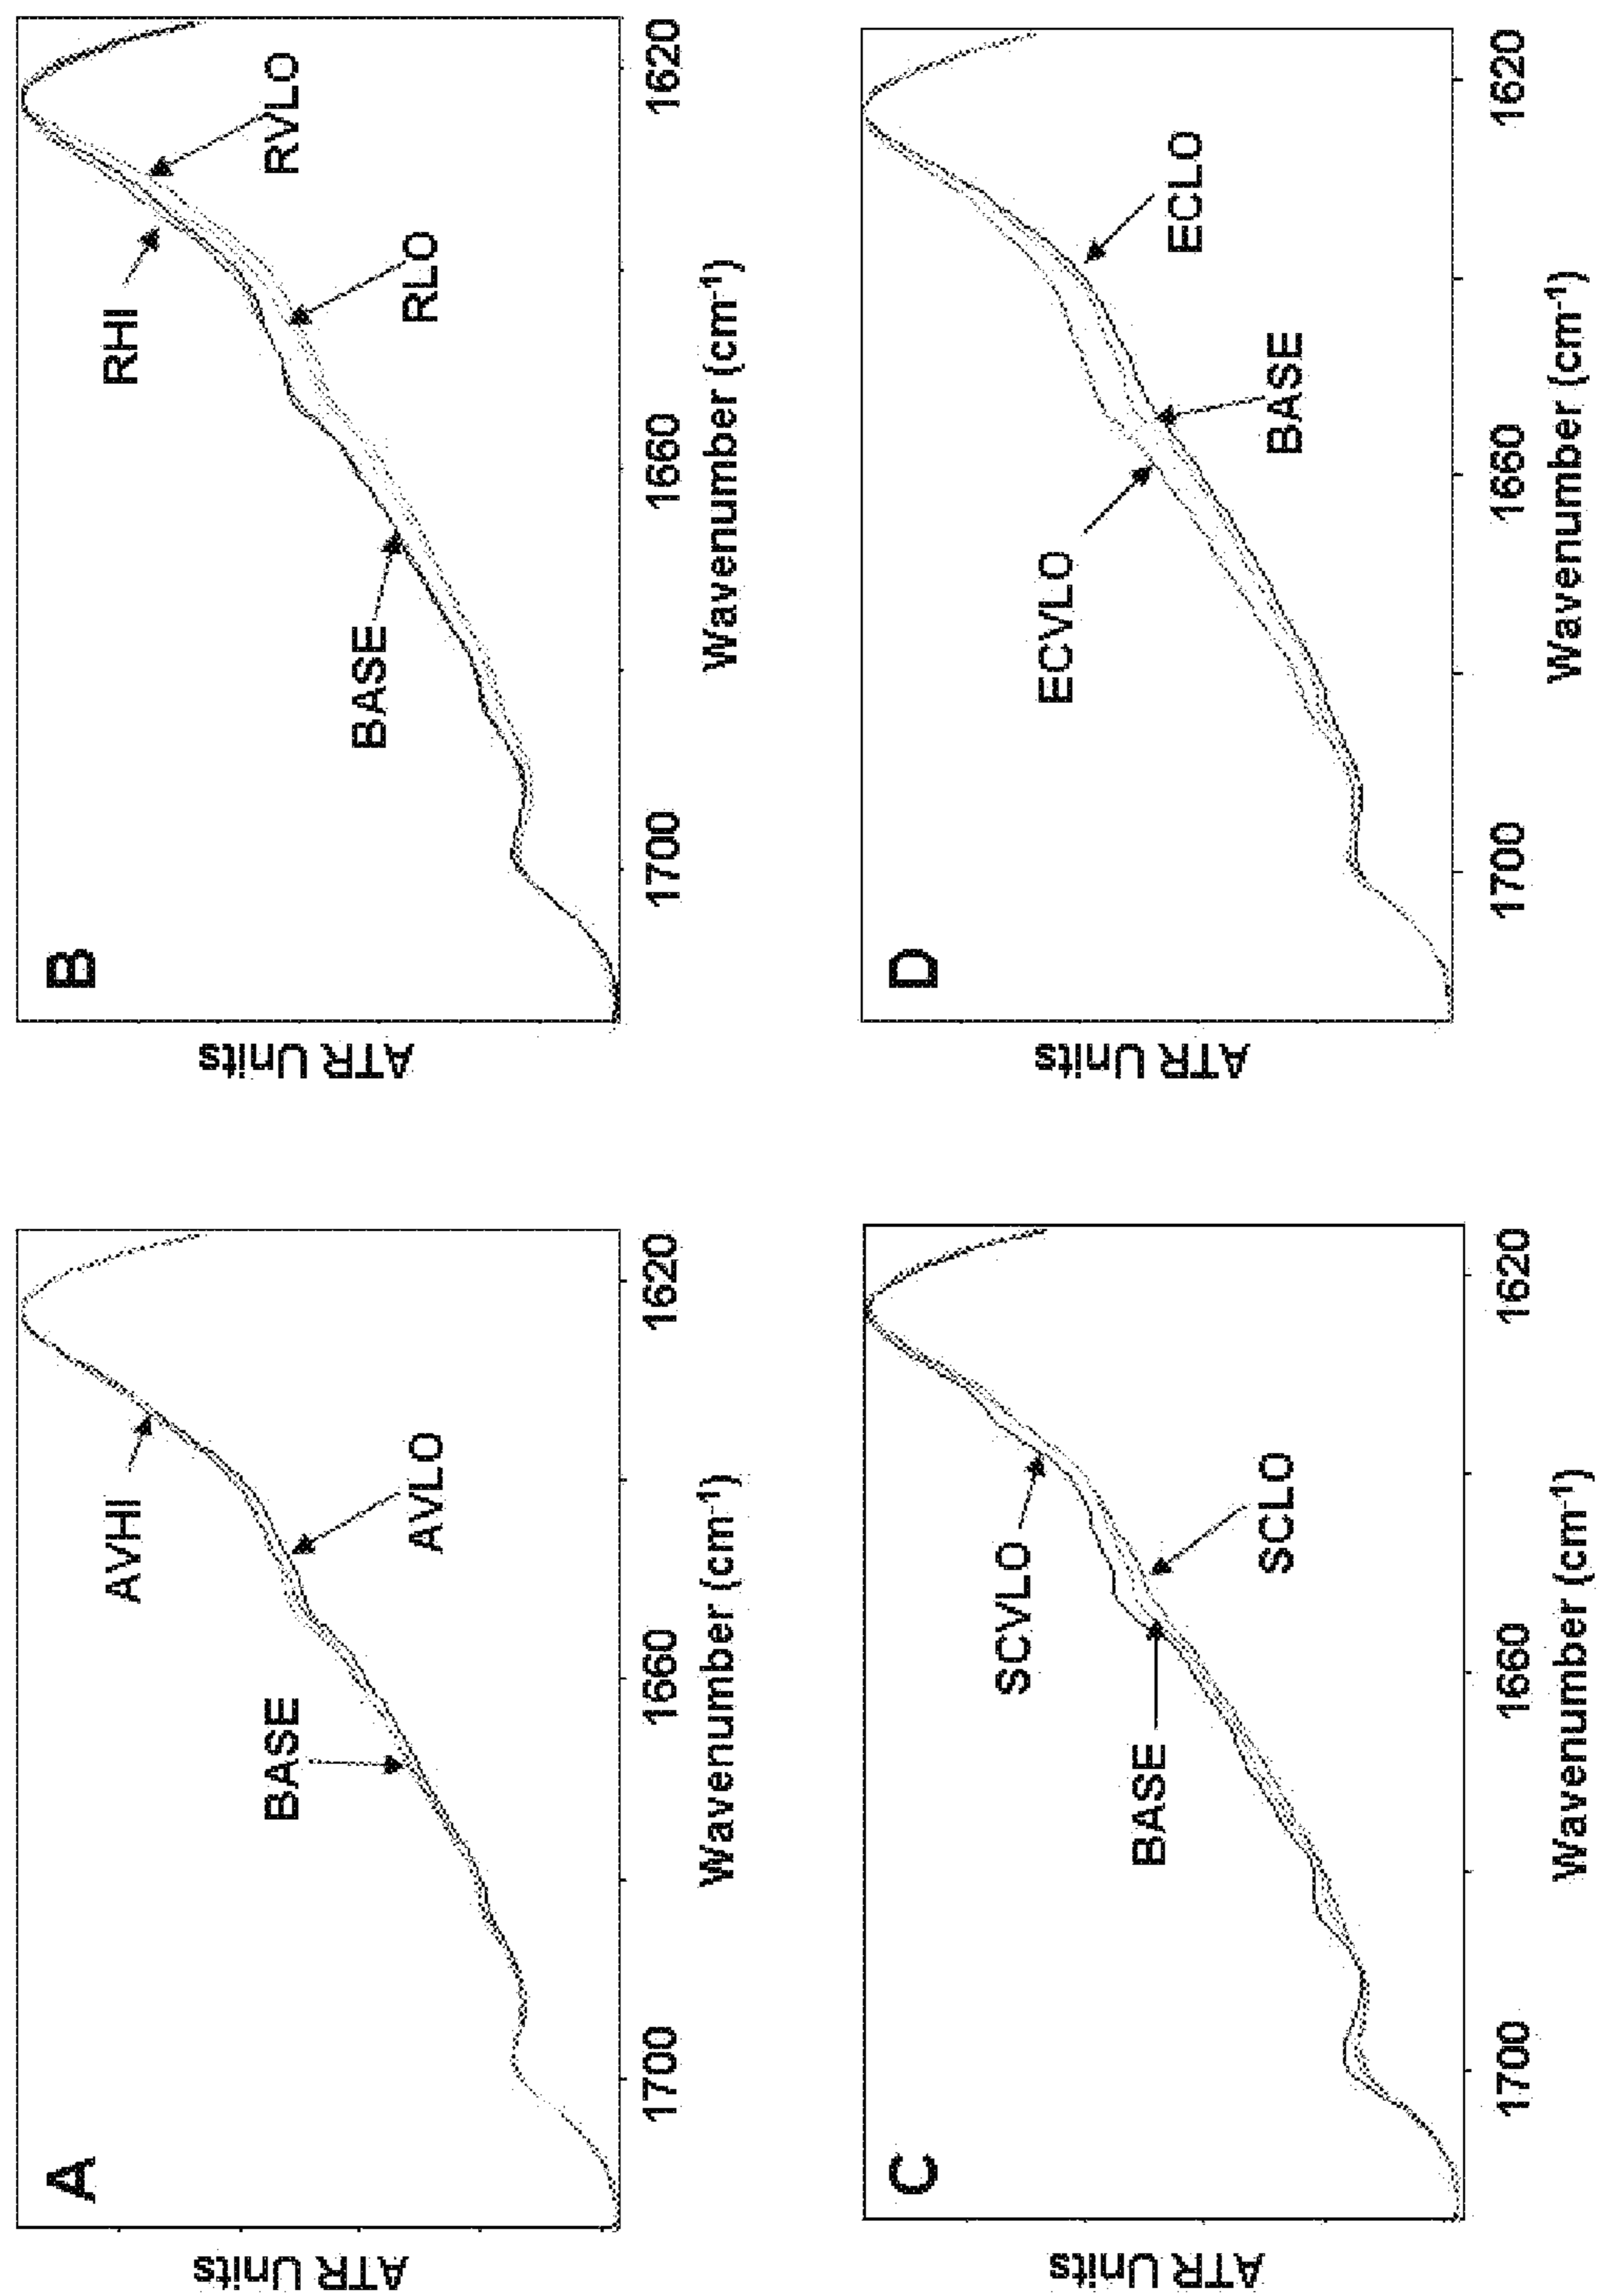 A
ATR Units
AVHI
BASE
AVLO
1700
1660
1620
Wavenumber (cm-1)
B
ATR Units
RHI
RVLO
BASE
RLO
1700
1660
1620
Wavenumber (cm-1)
C
ATR Units
SCVLO
BASE
SCLO
1700
1660
1620
Wavenumber (cm-1)
D
ATR Units
ECVLO
ECLO
BASE
1700
1660
1620
Wavenumber (cm-1)